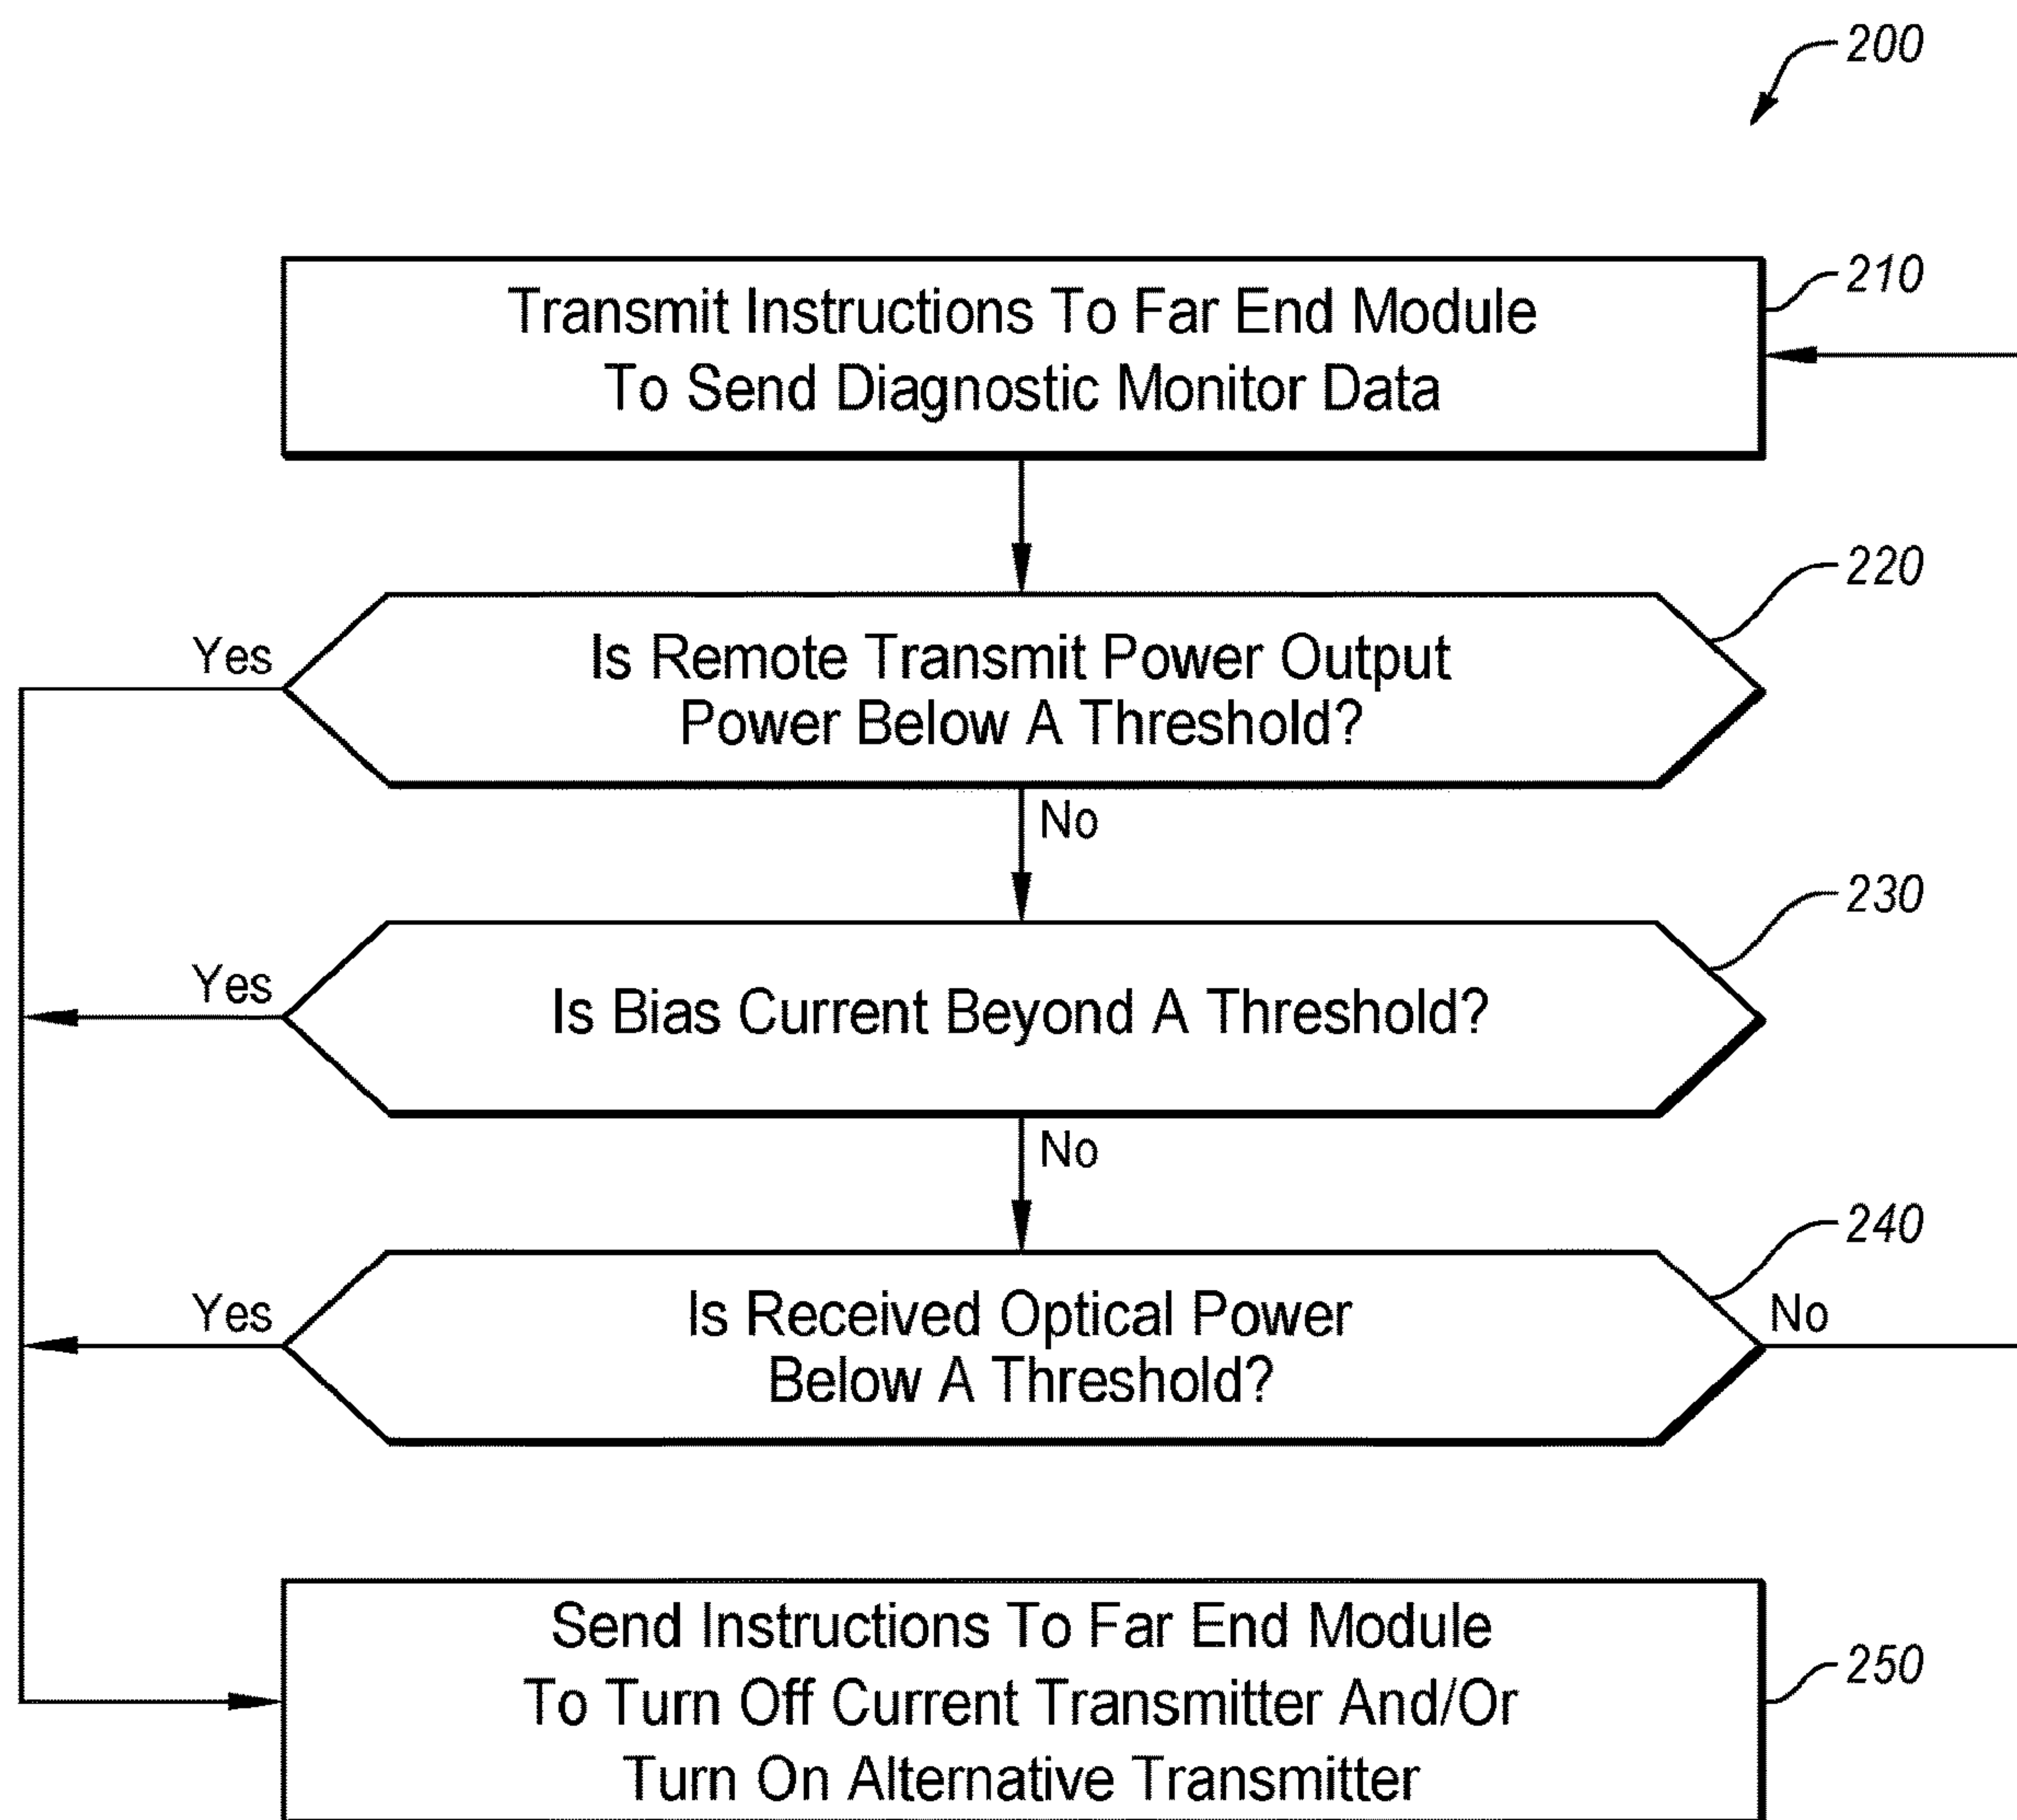 200
210
Transmit Instructions To Far End Module
To Send Diagnostic Monitor Data
220
Yes
Is Remote Transmit Power Output
Power Below A Threshold?
No
230
Yes
Is Bias Current Beyond A Threshold?
No
240
Yes
Is Received Optical Power
Below A Threshold?
No
Send Instructions To Far End Module
To Turn Off Current Transmitter And/Or
Turn On Alternative Transmitter
250